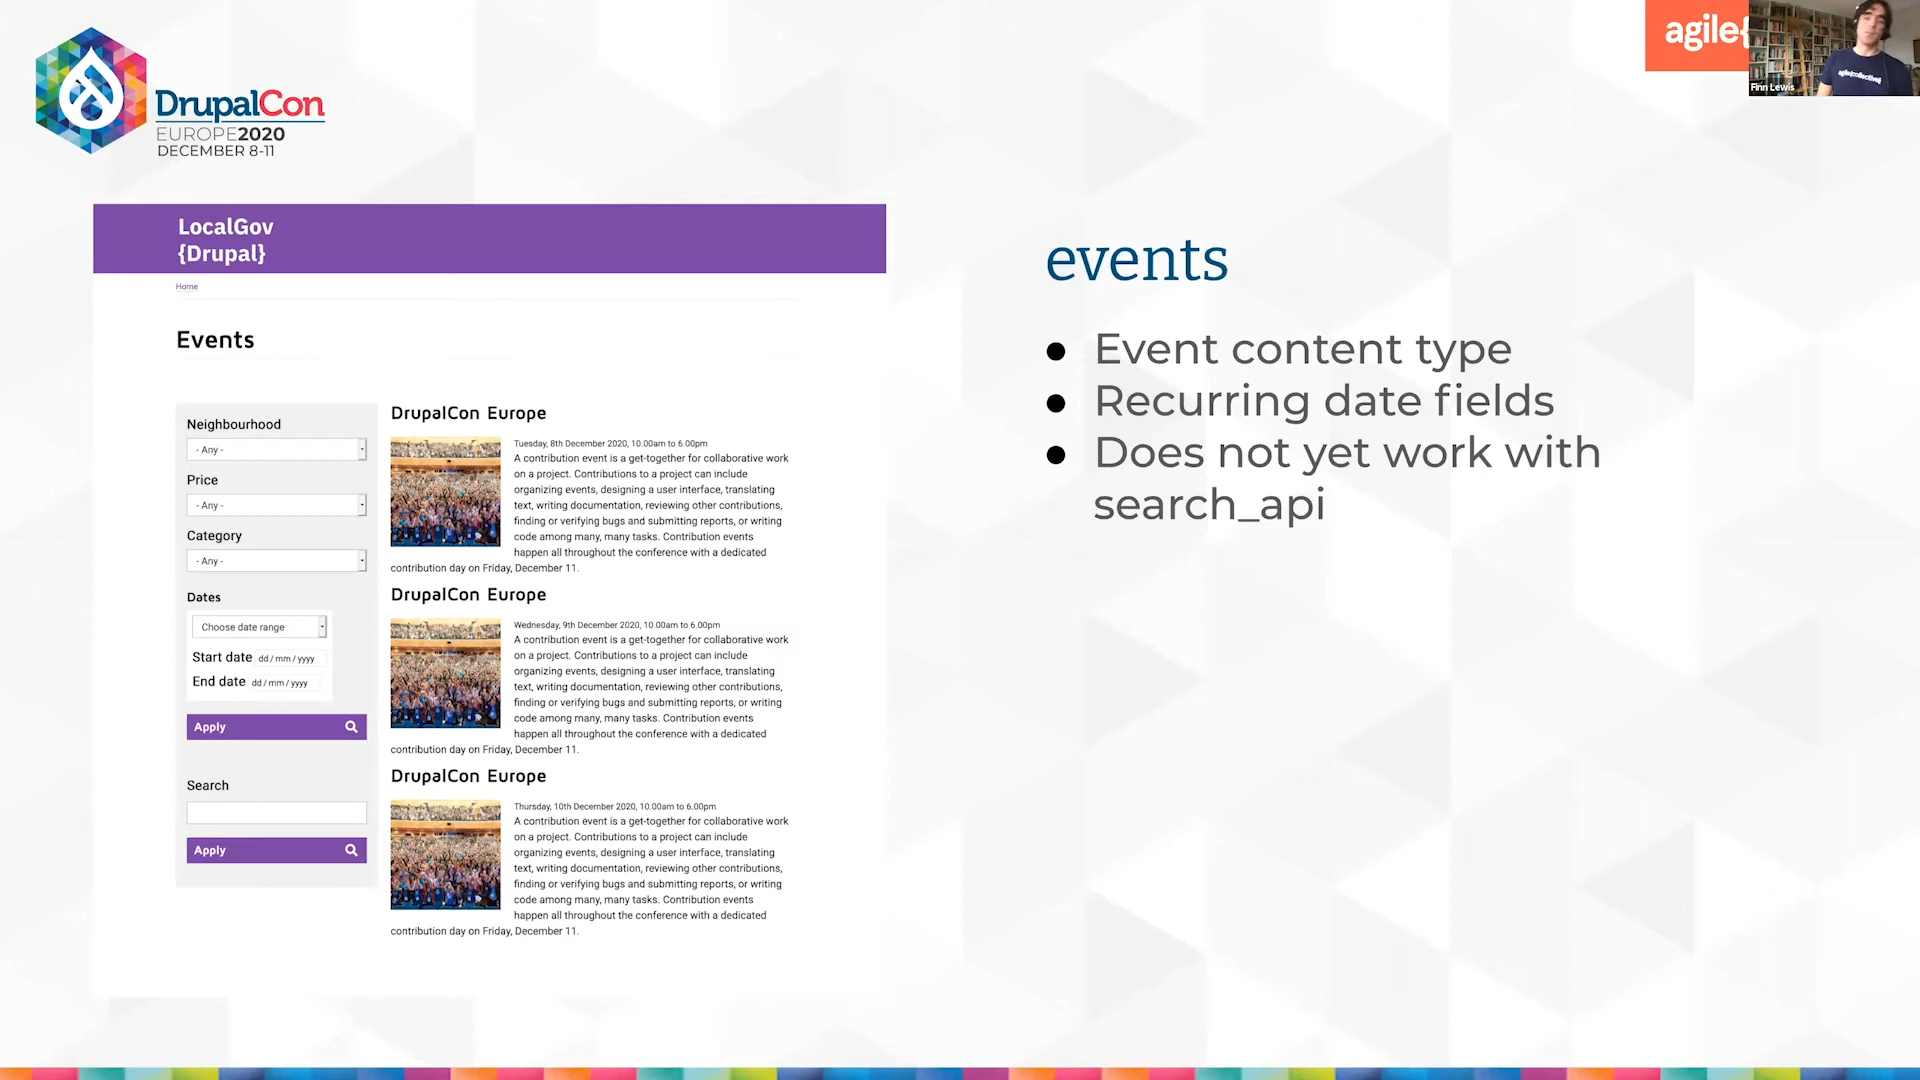 DrupalCon
EUROPE2020
DECEMBER 8-11
agile{
Finn Lewis
agile{collective}
LocalGov
{Drupal}
Home
Events
Neighbourhood
- Any -
Price
- Any -
Category
- Any -
Dates
Choose date range
Start date dd / mm / yyyy
End date dd / mm / yyyy
Apply
Search
Apply
DrupalCon Europe
Tuesday, 8th December 2020, 10.00am to 6.00pm
A contribution event is a get-together for collaborative work
on a project. Contributions to a project can include
organizing events, designing a user interface, translating
text, writing documentation, reviewing other contributions,
finding or verifying bugs and submitting reports, or writing
code among many, many tasks. Contribution events
happen all throughout the conference with a dedicated
contribution day on Friday, December 11.
DrupalCon Europe
Wednesday, 9th December 2020, 10.00am to 6.00pm
A contribution event is a get-together for collaborative work
on a project. Contributions to a project can include
organizing events, designing a user interface, translating
text, writing documentation, reviewing other contributions,
finding or verifying bugs and submitting reports, or writing
code among many, many tasks. Contribution events
happen all throughout the conference with a dedicated
contribution day on Friday, December 11.
DrupalCon Europe
Thursday, 10th December 2020, 10.00am to 6.00pm
A contribution event is a get-together for collaborative work
on a project. Contributions to a project can include
organizing events, designing a user interface, translating
text, writing documentation, reviewing other contributions,
finding or verifying bugs and submitting reports, or writing
code among many, many tasks. Contribution events
happen all throughout the conference with a dedicated
contribution day on Friday, December 11.
events
● Event content type
● Recurring date fields
● Does not yet work with
search_api